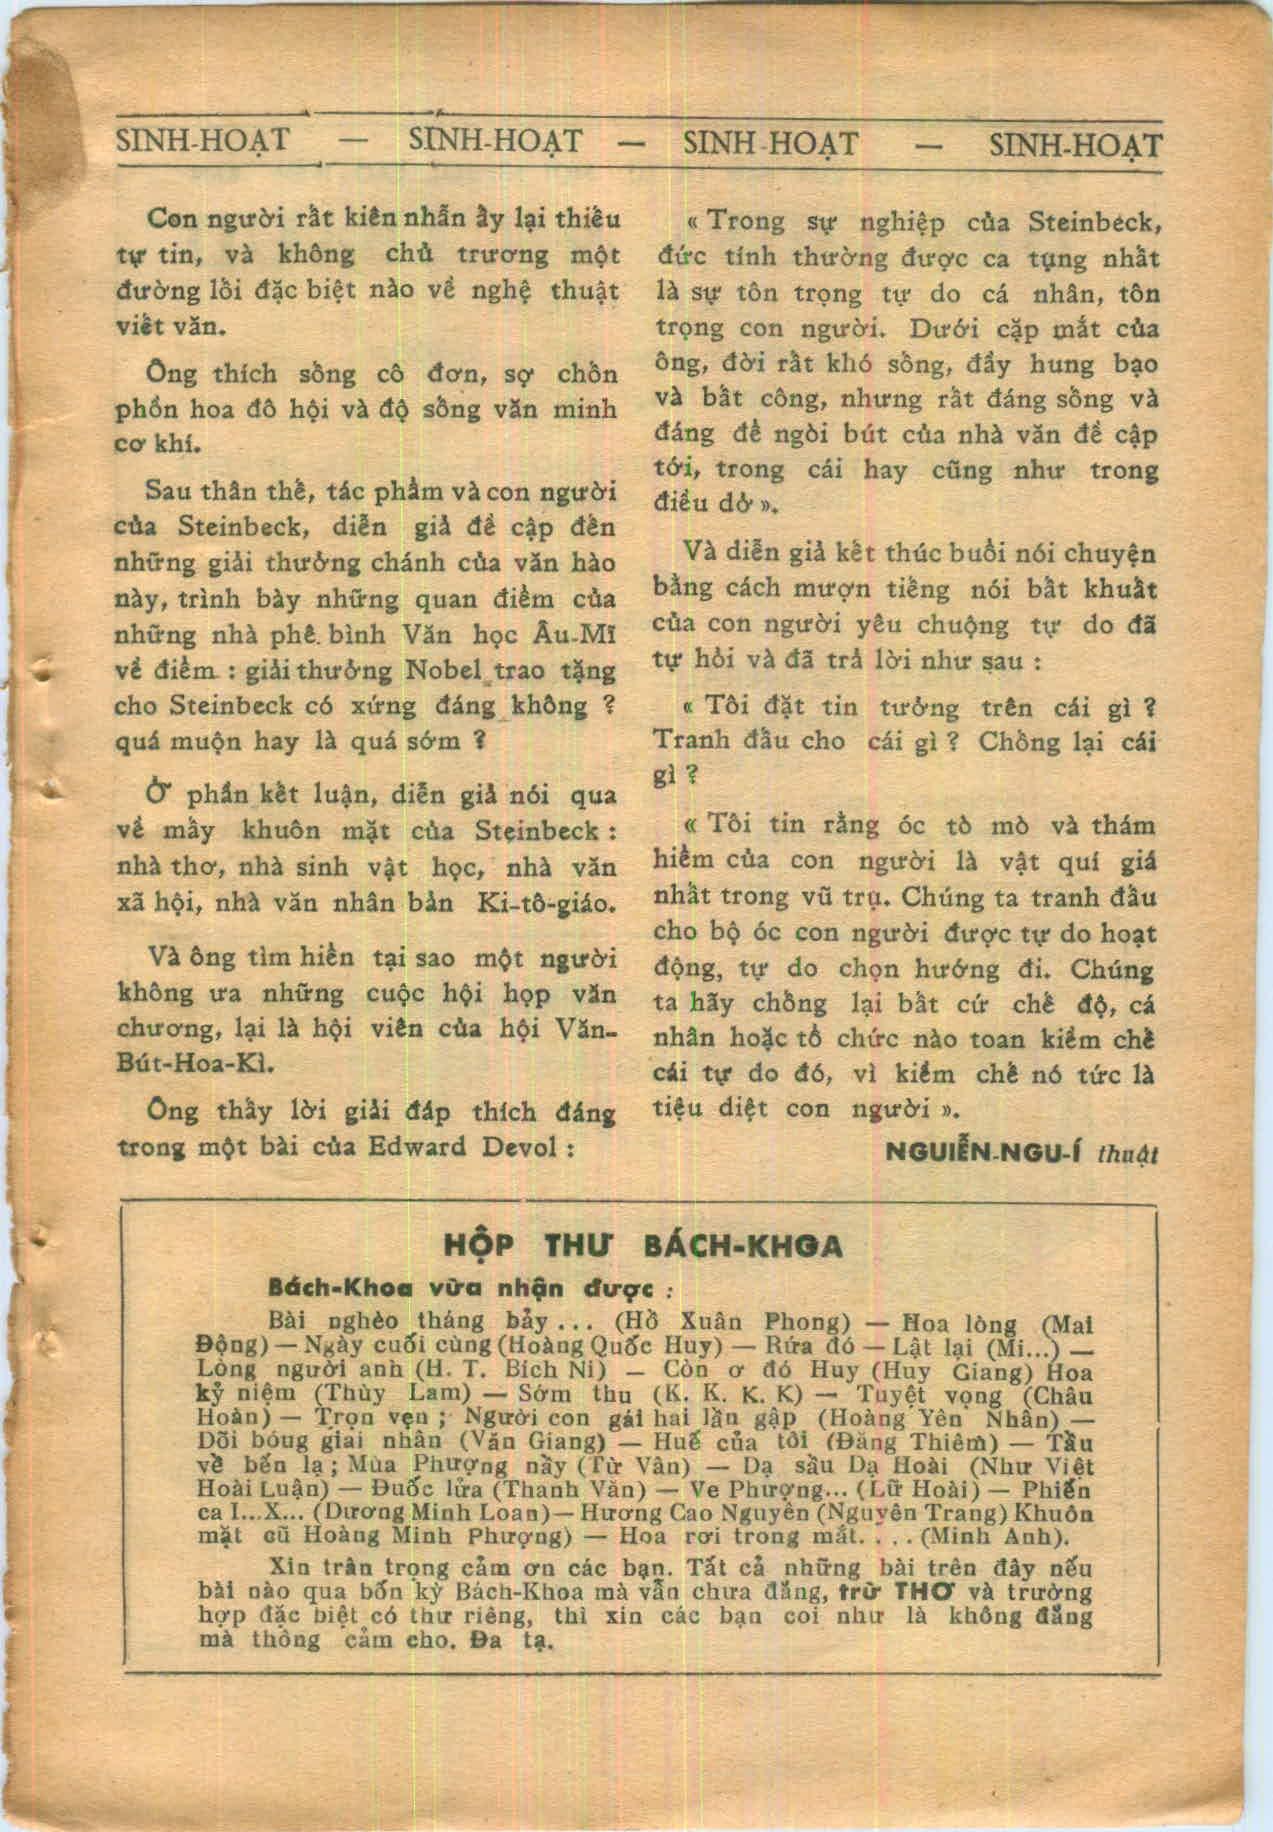 SINH-HOẠT — SINH-HOẠT — SINH-HOẠT — SINH-HOẠT
Con người rất kiên nhẫn ấy lại thiếu
tự tin, và không chủ trương một
đường lối đặc biệt nào về nghệ thuật
viết văn.
Ông thích sống cô đơn, sợ chốn
phồn hoa đô hội và độ sống văn minh
cơ khí.
Sau thân thế, tác phẩm và con người
của Steinbeck, diễn giả đề cập đến
những giải thưởng chánh của văn hào
này, trình bày những quan điểm của
những nhà phê bình Văn học Âu-Mĩ
về điểm : giải thưởng Nobel trao tặng
cho Steinbeck có xứng đáng không ?
quá muộn hay là quá sớm ?
Ở phần kết luận, diễn giả nói qua
về mấy khuôn mặt của Steinbeck :
nhà thơ, nhà sinh vật học, nhà văn
xã hội, nhà văn nhân bản Ki-tô-giáo.
Và ông tìm hiền tại sao một người
không ưa những cuộc hội họp văn
chương, lại là hội viên của hội Văn-
Bút-Hoa-Kì.
Ông thấy lời giải đáp thích đáng
trong một bài của Edward Devol :
« Trong sự nghiệp của Steinbeck,
đức tính thường được ca tụng nhất
là sự tôn trọng tự do cá nhân, tôn
trọng con người. Dưới cặp mắt của
ông, đời rất khó sống, đầy hung bạo
và bất công, nhưng rất đáng sống và
đáng để ngòi bút của nhà văn đề cập
tới, trong cái hay cũng như trong
điều dở ».
Và diễn giả kết thúc buổi nói chuyện
bằng cách mượn tiếng nói bất khuất
của con người yêu chuộng tự do đã
tự hỏi và đã trả lời như sau :
« Tôi đặt tin tưởng trên cái gì ?
Tranh đấu cho cái gì ? Chống lại cái
gì ?
« Tôi tin rằng óc tò mò và thám
hiểm của con người là vật quí giá
nhất trong vũ trụ. Chúng ta tranh đấu
cho bộ óc con người được tự do hoạt
động, tự do chọn hướng đi. Chúng
ta hãy chống lại bất cứ chế độ, cá
nhân hoặc tổ chức nào toan kiềm chế
cái tự do đó, vì kiềm chế nó tức là
tiệu diệt con người ».
NGUIỄN-NGU-Í thuật
HỘP THƯ BÁCH-KHOA
Bách-Khoa vừa nhận được :
Bài nghèo tháng bảy ... (Hồ Xuân Phong) — Hoa lòng (Mai
Động) — Ngày cuối cùng (Hoàng Quốc Huy) — Rứa đó — Lật lại (Mi...) —
Lòng người anh (H. T. Bích Ni) — Còn ơ đó Huy (Huy Giang) Hoa
kỷ niệm (Thùy Lam) — Sớm thu (K. K. K. K) — Tuyệt vọng (Châu
Hoàn) — Trọn vẹn ; Người con gái hai lần gặp (Hoàng Yên Nhân) —
Dõi bóng giai nhân (Văn Giang) — Huế của tôi (Đăng Thiêm) — Tầu
về bến lạ ; Mùa Phượng nầy (Từ Vân) — Dạ sầu Dạ Hoài (Như Việt
Hoài Luận) — Đuốc lửa (Thanh Văn) — Ve Phượng... (Lữ Hoài) — Phiến
ca I...X... (Dương Minh Loan) — Hương Cao Nguyên (Nguyên Trang) Khuôn
mặt cũ Hoàng Minh Phượng) — Hoa rơi trong mắt. . . . (Minh Anh).
Xin trân trọng cảm ơn các bạn. Tất cả những bài trên đây nếu
bài nào qua bốn kỳ Bách-Khoa mà vẫn chưa đăng, trừ THƠ và trường
hợp đặc biệt có thư riêng, thì xin các bạn coi như là không đăng
mà thông cảm cho. Đa tạ.